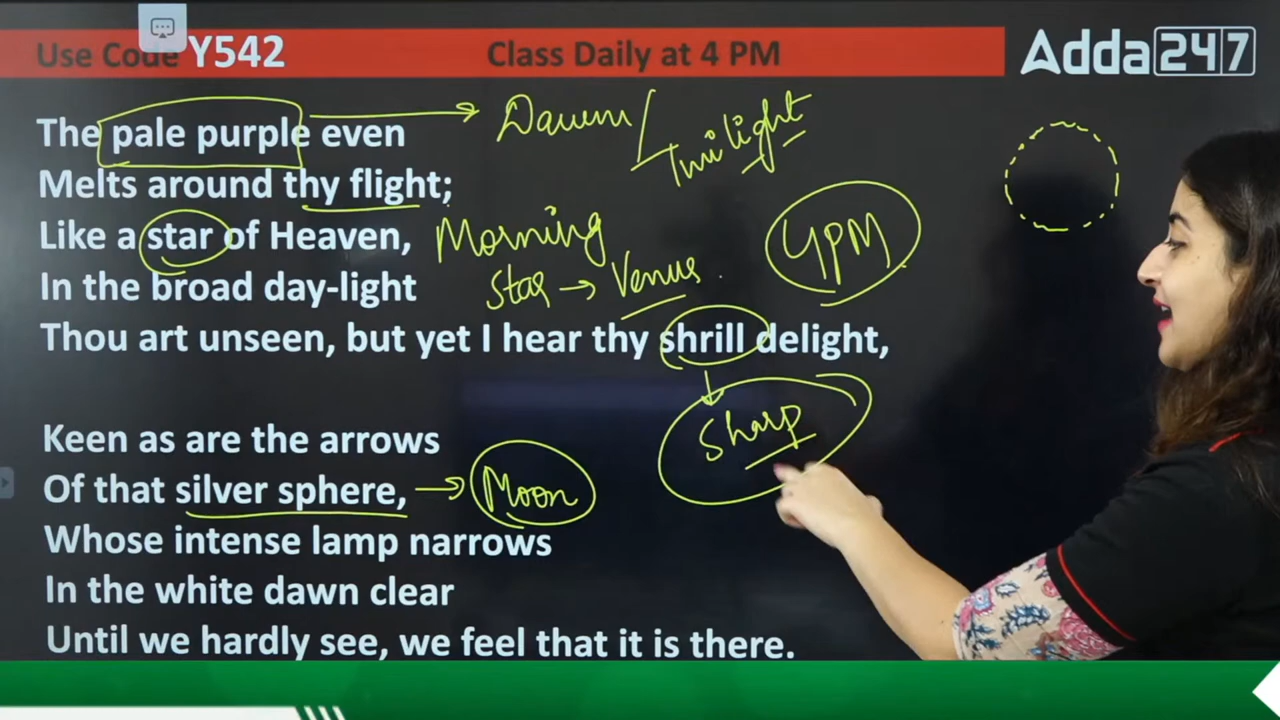 Use Code Y542 Class Daily at 4 PM Adda 247
The pale purple even
Dawn/
Twilight
Melts around thy flight;
Like a star of Heaven,
Morning
Star → Venus.
4PM
In the broad day-light
Thou art unseen, but yet I hear thy shrill delight,
Sharp
Keen as are the arrows
Of that silver sphere, → Moon
Whose intense lamp narrows
In the white dawn clear
Until we hardly see, we feel that it is there.